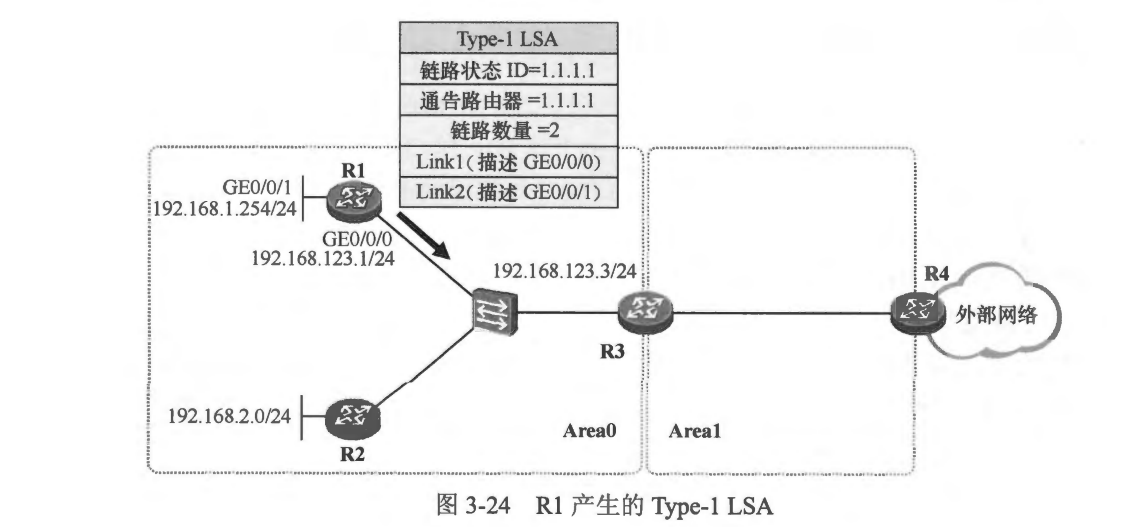 Type-1 LSA
链路状态 ID=1.1.1.1
通告路由器 =1.1.1.1
链路数量 =2
Link1( 描述 GE0/0/0)
Link2( 描述 GE0/0/1)
R1
GE0/0/1
192.168.1.254/24
GE0/0/0
192.168.123.1/24
192.168.123.3/24
R4
外部网络
R3
192.168.2.0/24
R2
Area0
Area1
图 3-24 R1 产生的 Type-1 LSA